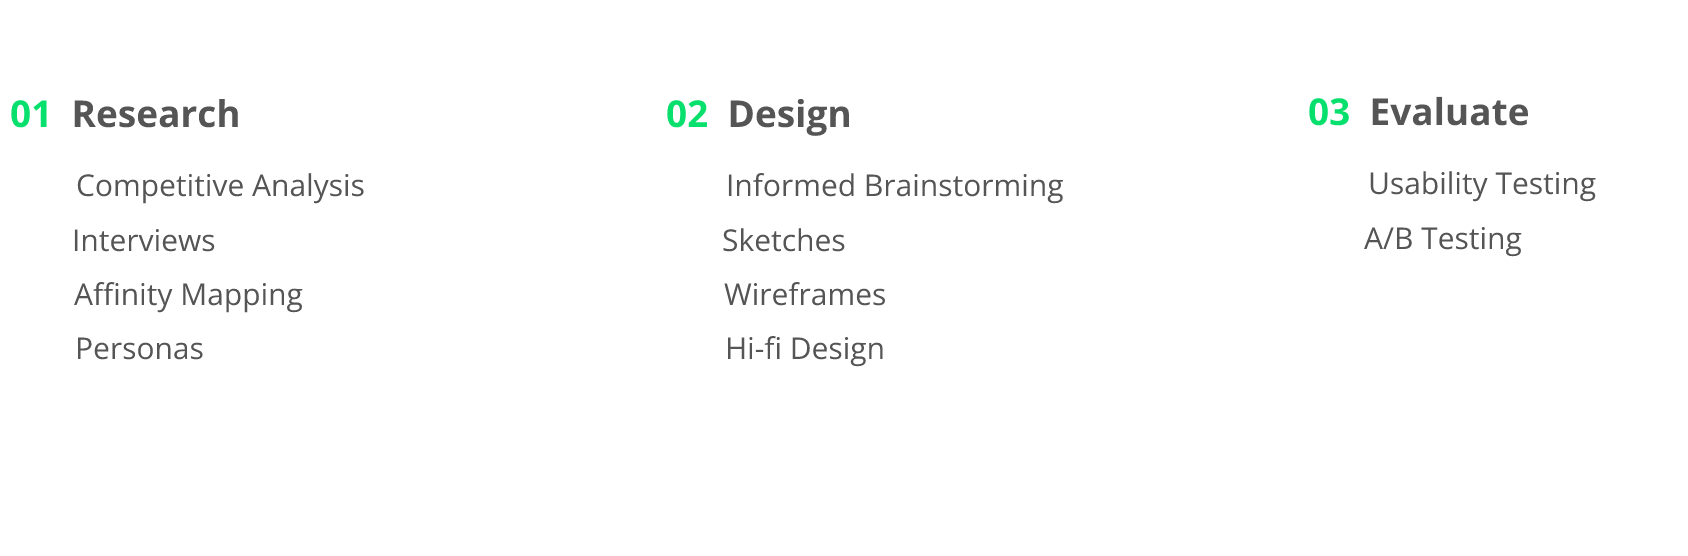 01 Research
Competitive Analysis
Interviews
Affinity Mapping
Personas
02 Design
Informed Brainstorming
Sketches
Wireframes
Hi-fi Design
03 Evaluate
Usability Testing
A/B Testing